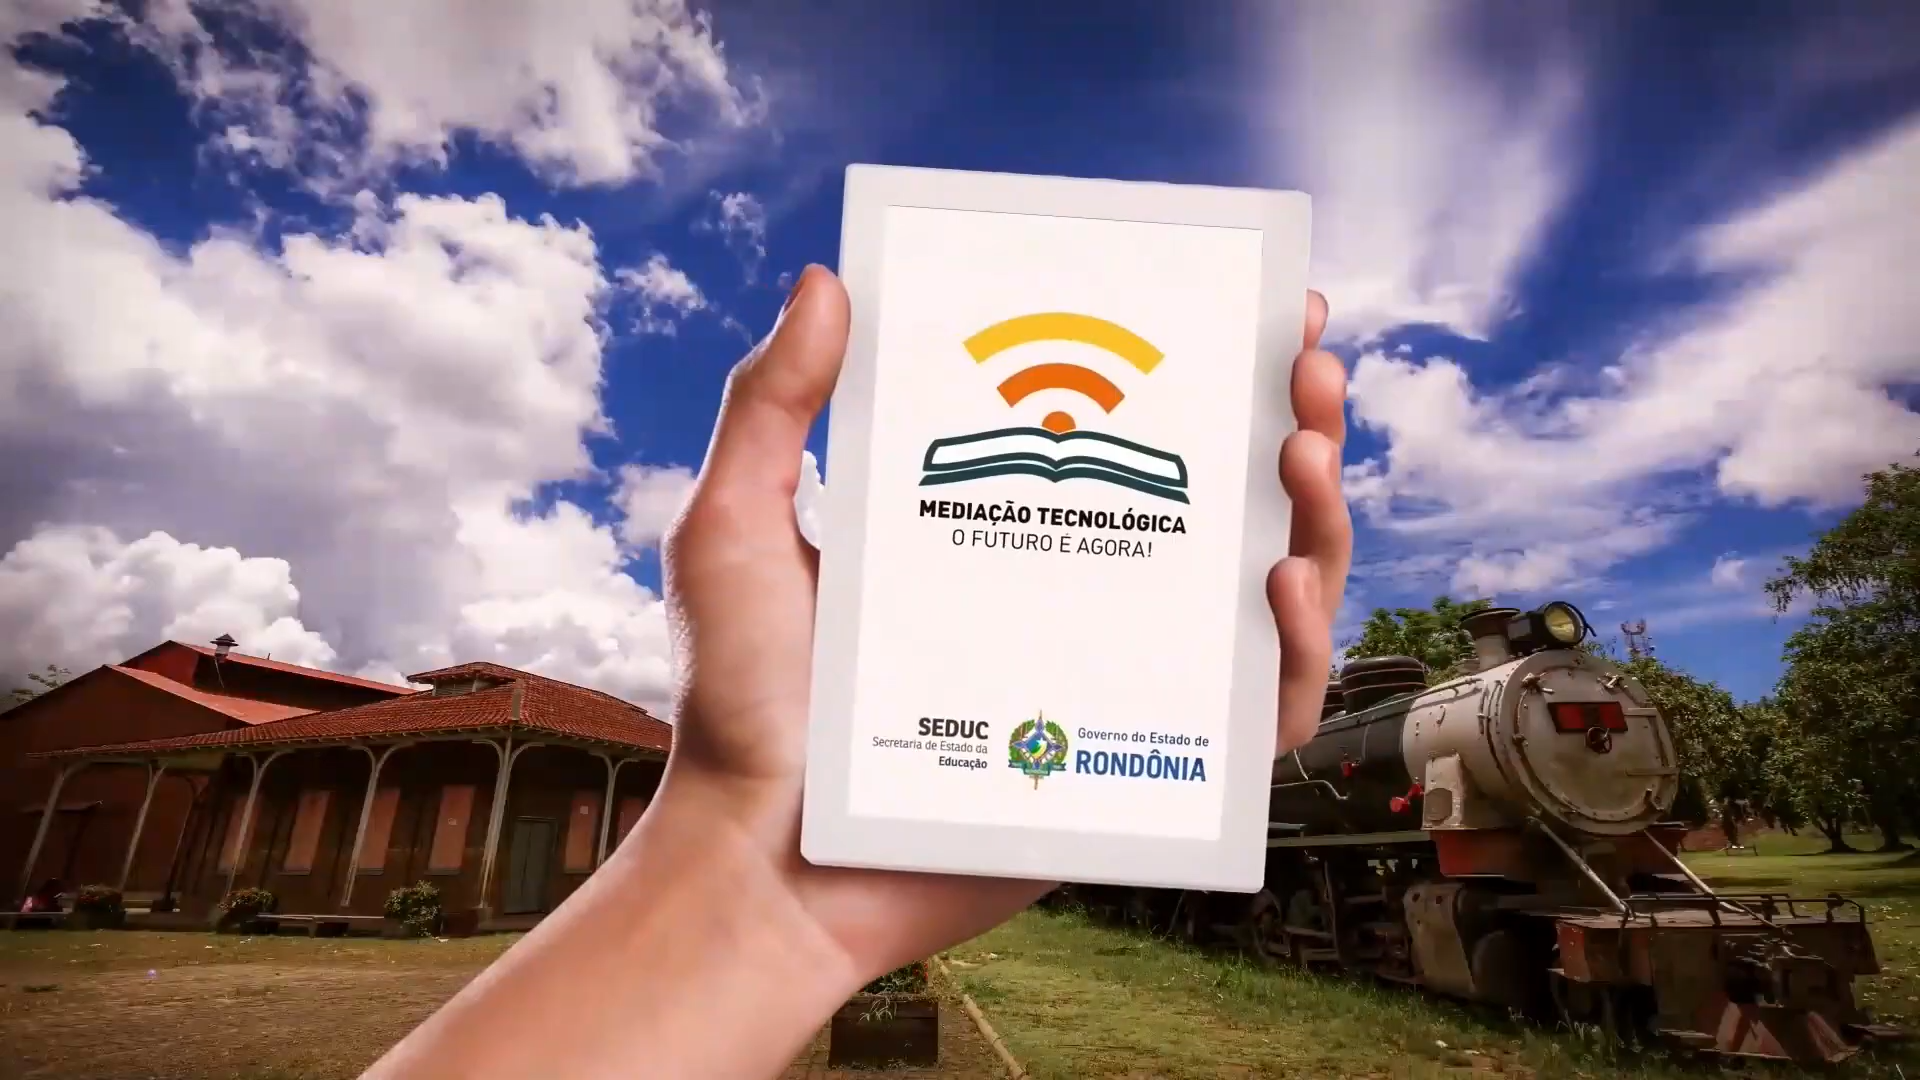 MEDIAÇÃO TECNOLÓGICA
O FUTURO É AGORA!
SEDUC
Secretaria de Estado da
Educação
Governo do Estado de
RONDÔNIA